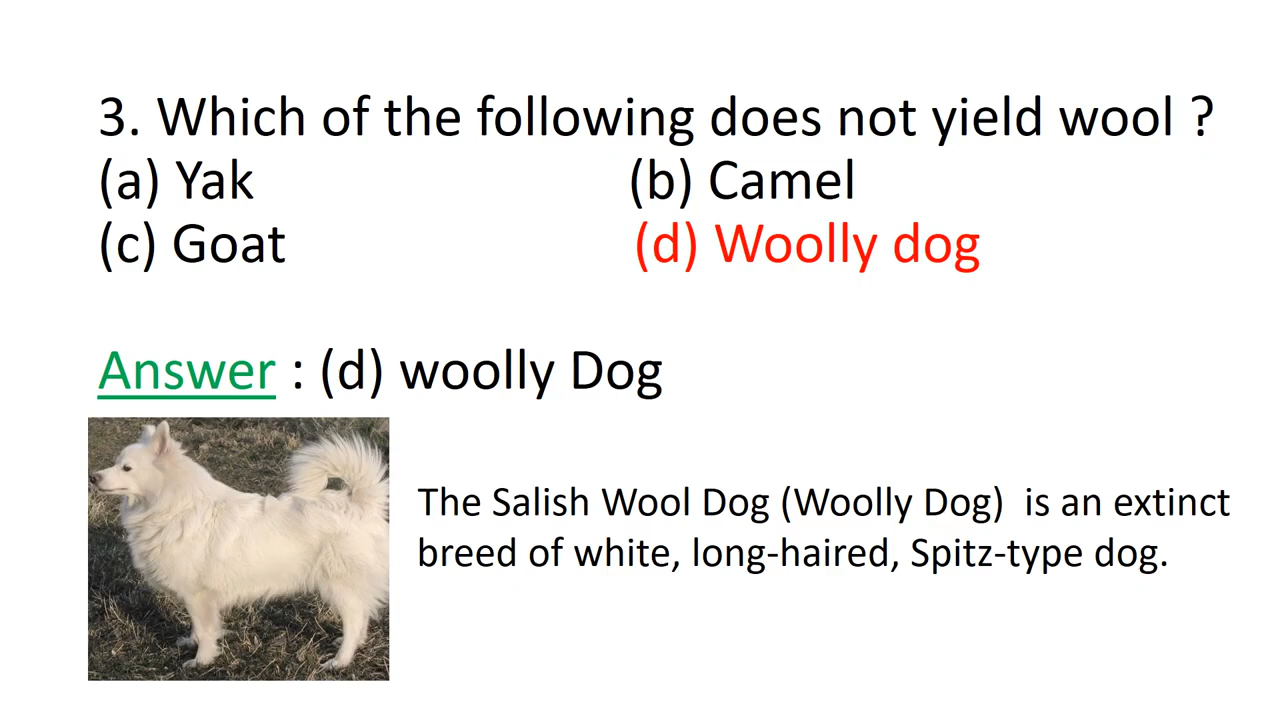 3. Which of the following does not yield wool ?
(a) Yak (b) Camel
(c) Goat (d) Woolly dog
Answer : (d) woolly Dog
The Salish Wool Dog (Woolly Dog) is an extinct
breed of white, long-haired, Spitz-type dog.